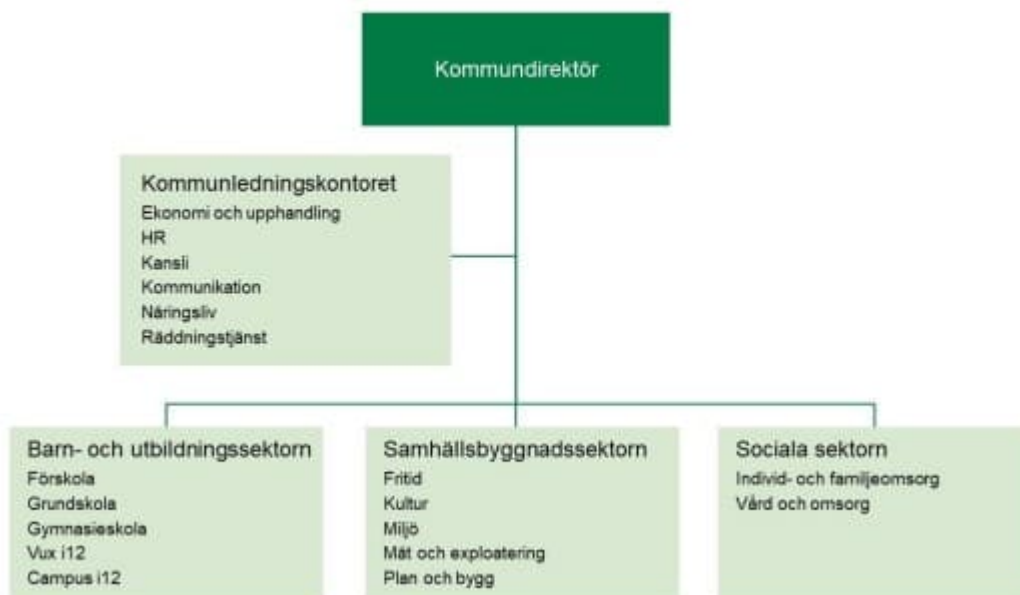 Kommundirektör
Kommunledningskontoret
Ekonomi och upphandling
HR
Kansli
Kommunikation
Näringsliv
Räddningstjänst
Barn- och utbildningssektorn
Förskola
Grundskola
Gymnasieskola
Vux i12
Campus i12
Samhällsbyggnadssektorn
Fritid
Kultur
Miljö
Mät och exploatering
Plan och bygg
Sociala sektorn
Individ- och familjeomsorg
Vård och omsorg